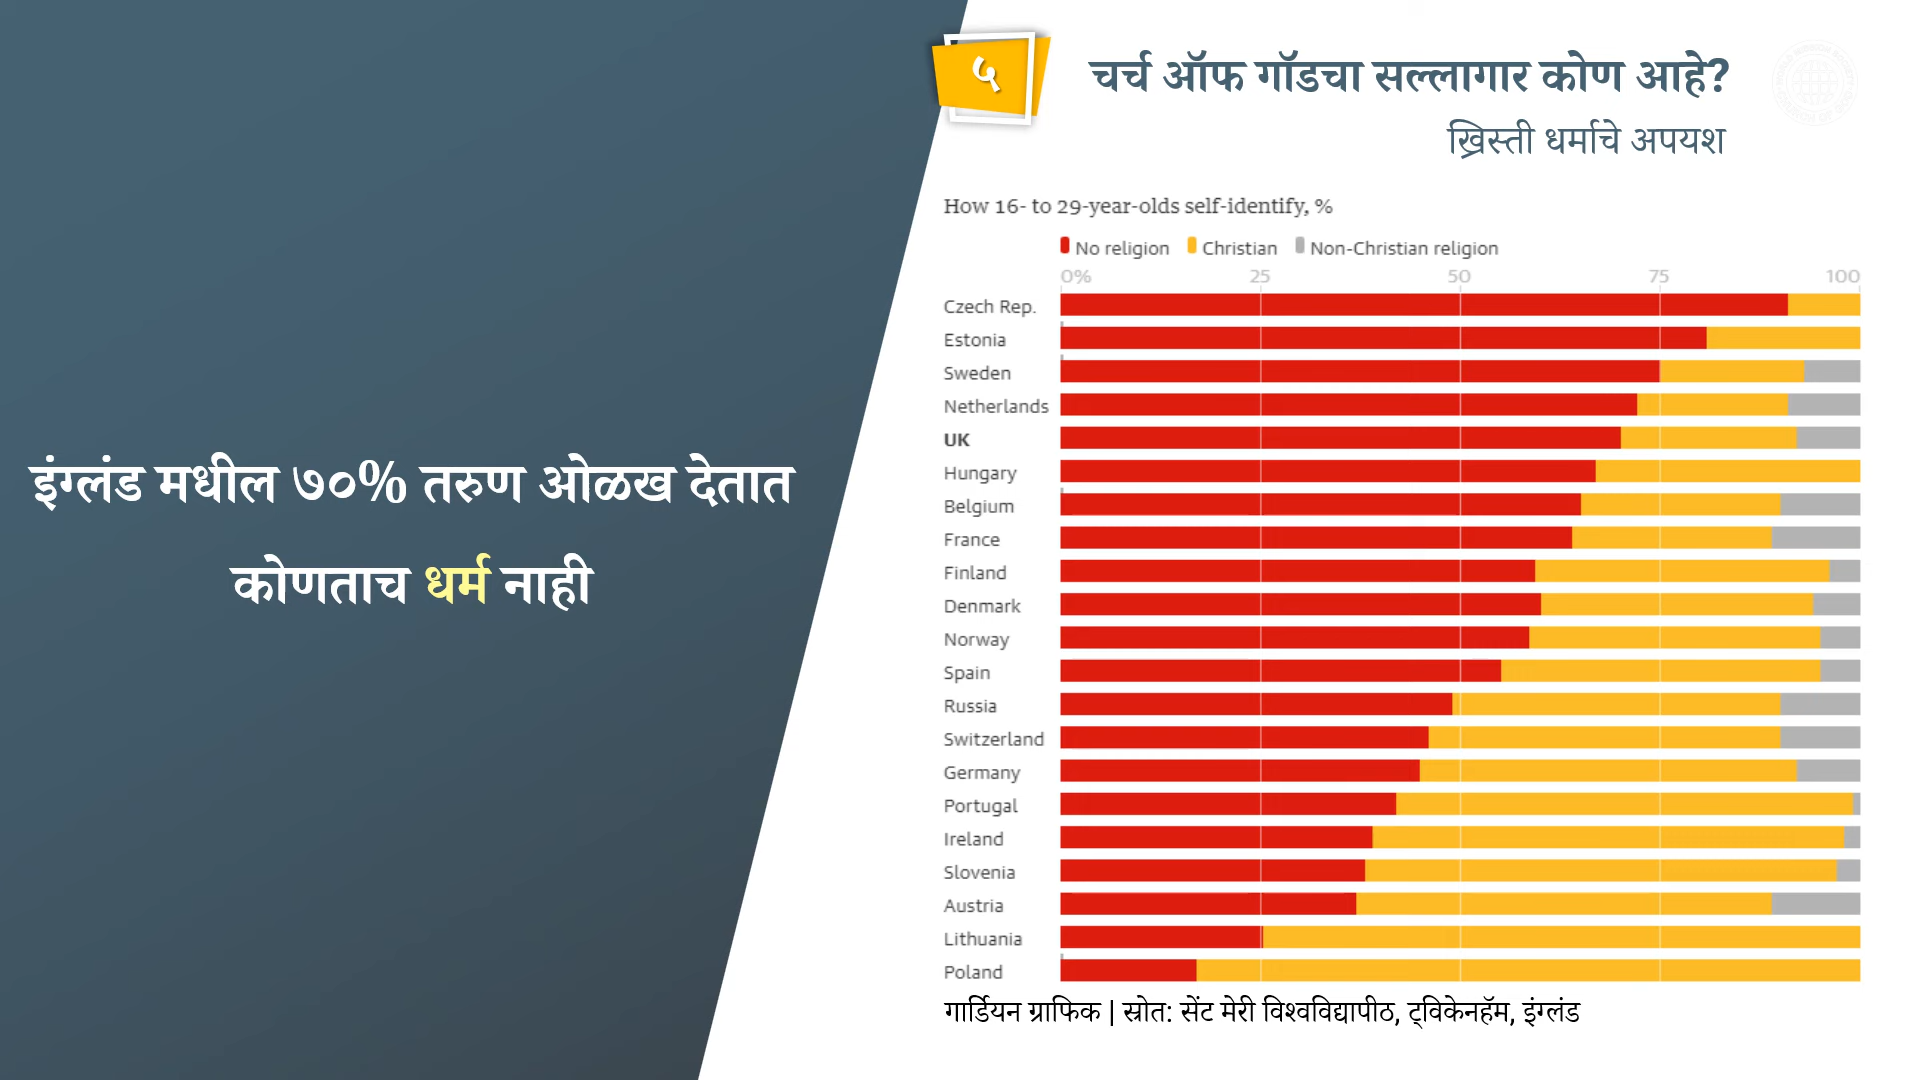 ५
चर्च ऑफ गॉडचा सल्लागार कोण आहे?
ख्रिस्ती धर्माचे अपयश
इंग्लंड मधील ७०% तरुण ओळख देतात
कोणताच धर्म नाही
How 16- to 29-year-olds self-identify, %
No religion Christian Non-Christian religion
0% 25 50 75 100
Czech Rep.
Estonia
Sweden
Netherlands
UK
Hungary
Belgium
France
Finland
Denmark
Norway
Spain
Russia
Switzerland
Germany
Portugal
Ireland
Slovenia
Austria
Lithuania
Poland
गार्डियन ग्राफिक | स्रोत: सेंट मेरी विश्वविद्यापीठ, ट्विकेनहॅम, इंग्लंड